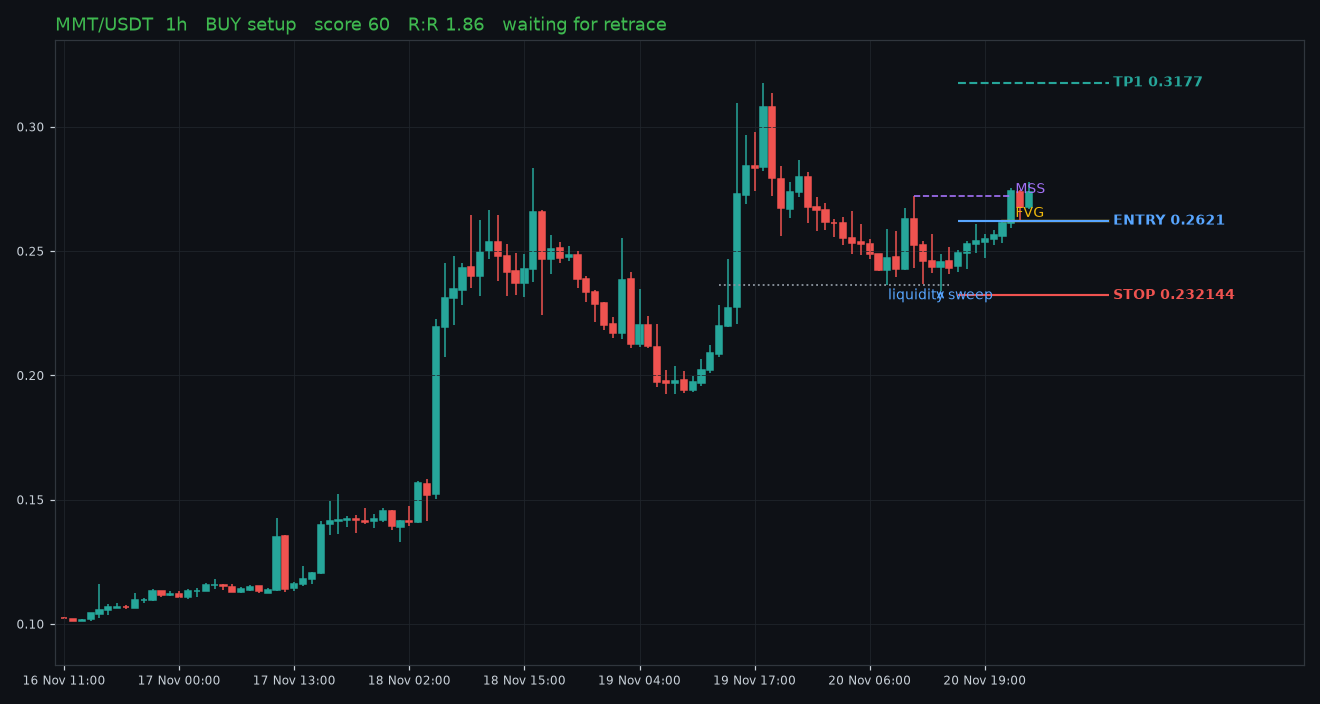 MMT/USDT 1h BUY setup score 60 R:R 1.86 waiting for retrace
TP1 0.3177
0.30
MSS
FVG
ENTRY 0.2621
0.25
liquidity sweep
STOP 0.232144
0.20
0.15
0.10
16 Nov 11:00 17 Nov 00:00 17 Nov 13:00 18 Nov 02:00 18 Nov 15:00 19 Nov 04:00 19 Nov 17:00 20 Nov 06:00 20 Nov 19:00